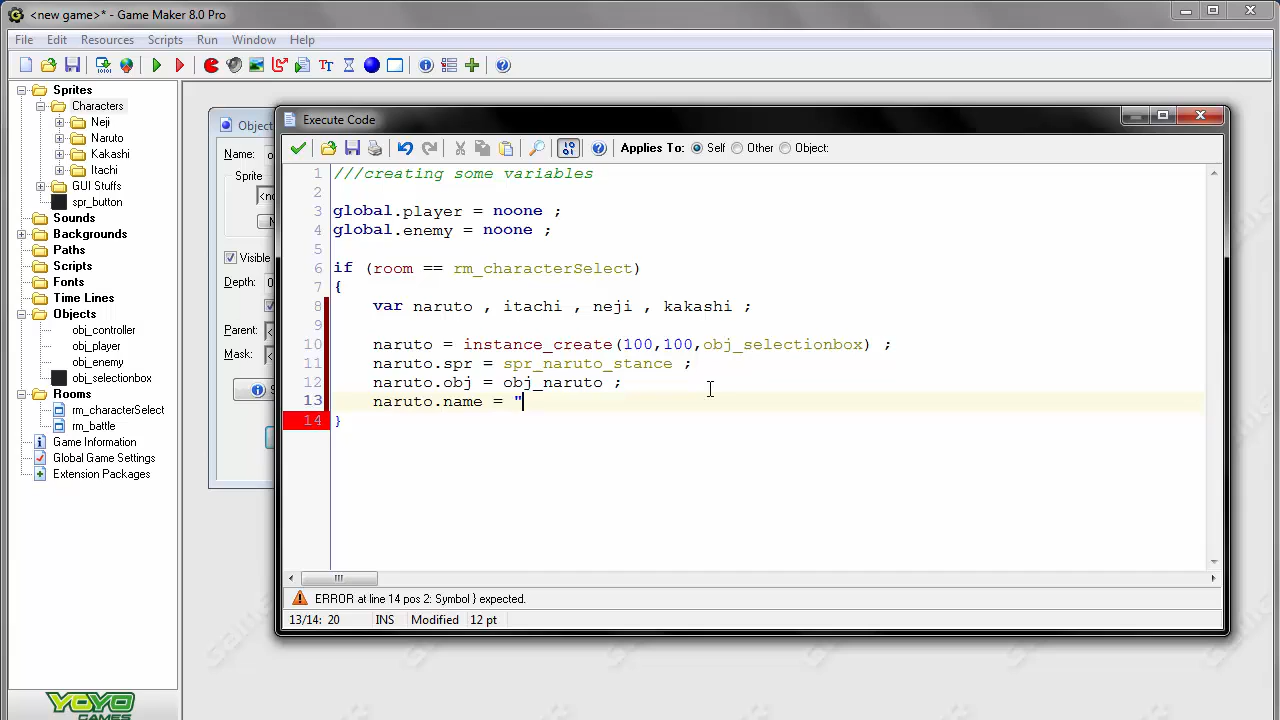 <new game>* - Game Maker 8.0 Pro
File Edit Resources Scripts Run Window Help
Sprites
Characters
Neji
Naruto
Kakashi
Itachi
GUI Stuffs
spr_button
Sounds
Backgrounds
Paths
Scripts
Fonts
Time Lines
Objects
obj_controller
obj_player
obj_enemy
obj_selectionbox
Rooms
rm_characterSelect
rm_battle
Game Information
Global Game Settings
Extension Packages
YOYO
GAMES
Object
Name:
Sprite
Visible
Depth:
Parent:
Mask:
Execute Code
Applies To: Self Other Object:
1 ///creating some variables
2
3 global.player = noone ;
4 global.enemy = noone ;
5
6 if (room == rm_characterSelect)
7 {
8 var naruto , itachi , neji , kakashi ;
9
10 naruto = instance_create(100,100,obj_selectionbox) ;
11 naruto.spr = spr_naruto_stance ;
12 naruto.obj = obj_naruto ;
13 naruto.name = "
14 }
ERROR at line 14 pos 2: Symbol } expected.
13/14: 20 INS Modified 12 pt